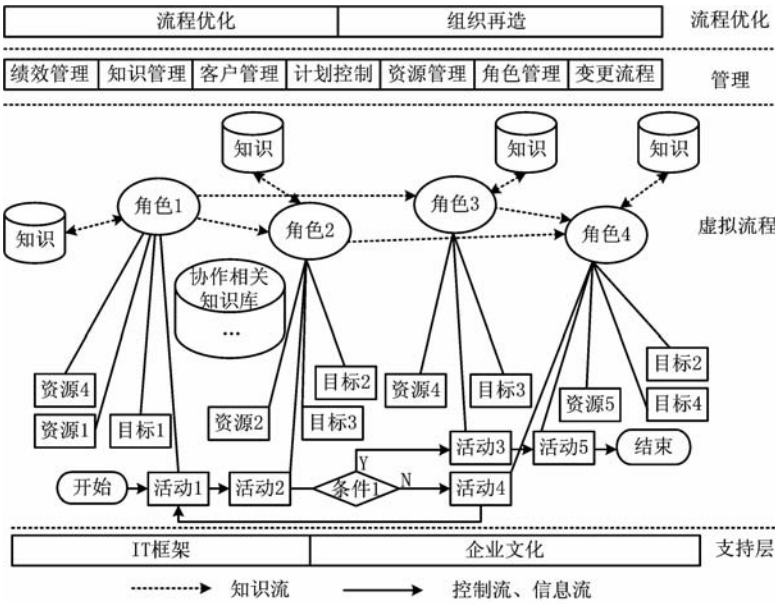 流程优化 组织再造 流程优化
绩效管理 知识管理 客户管理 计划控制 资源管理 角色管理 变更流程 管理
知识 知识 知识
角色1 角色3
知识 角色2 角色4 虚拟流程
协作相关
知识库
...
资源4 目标2 资源4 目标3 目标2
资源1 目标1 资源2 目标3 资源5 目标4
活动3 活动5 结束
Y
开始 活动1 活动2 条件1 N 活动4
IT框架 企业文化 支持层
知识流 控制流、信息流